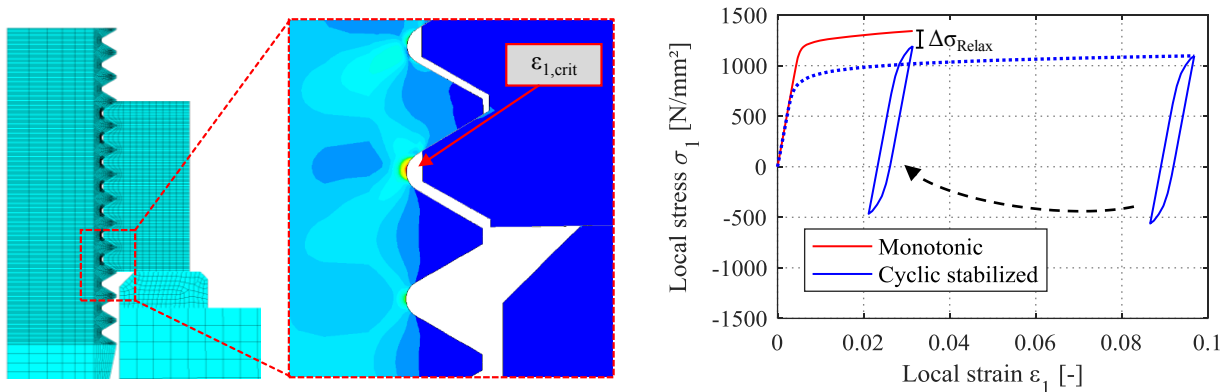 ε1,crit
1500
1000
500
0
-500
-1000
-1500
Local stress σ1 [N/mm²]
ΔσRelax
Monotonic
Cyclic stabilized
0
0.02
0.04
0.06
0.08
0.1
Local strain ε1 [-]